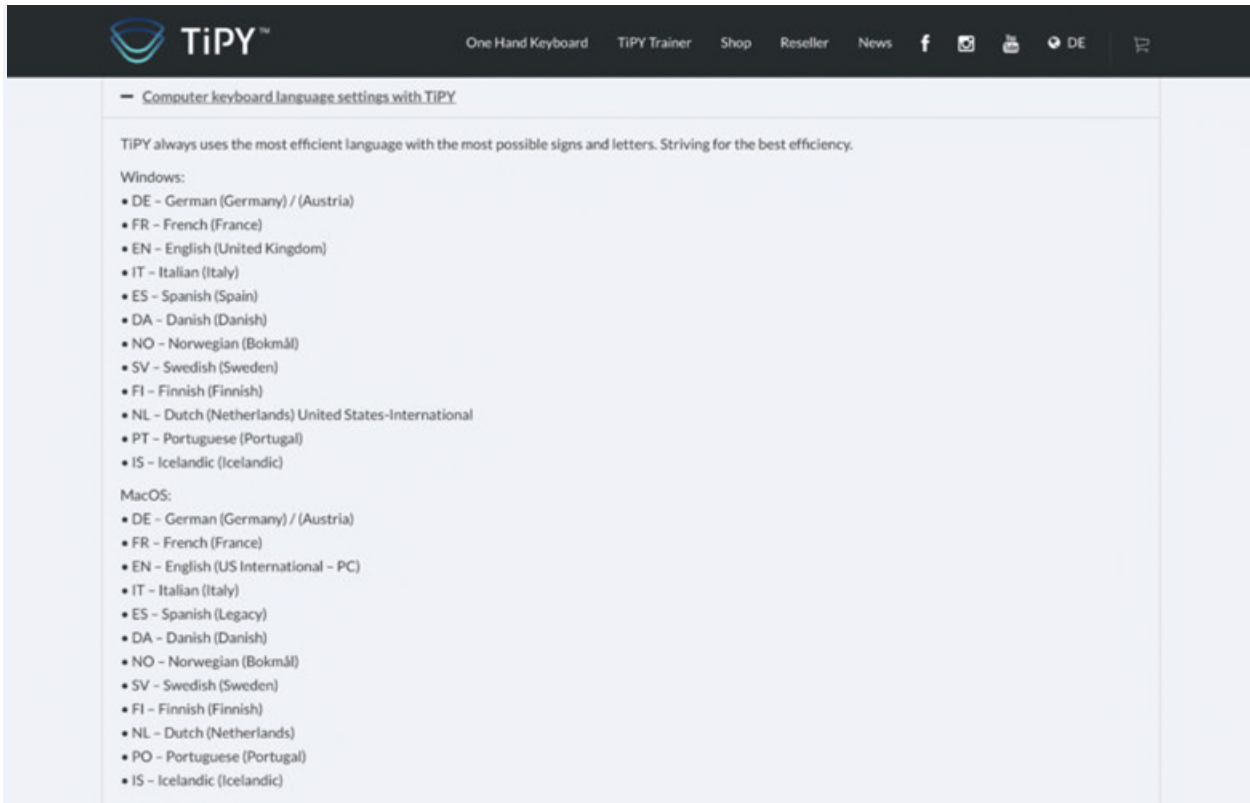 TiPY™
One Hand Keyboard TiPY Trainer Shop Reseller News f You Tube DE
– Computer keyboard language settings with TiPY
TiPY always uses the most efficient language with the most possible signs and letters. Striving for the best efficiency.
Windows:
• DE – German (Germany) / (Austria)
• FR – French (France)
• EN – English (United Kingdom)
• IT – Italian (Italy)
• ES – Spanish (Spain)
• DA – Danish (Danish)
• NO – Norwegian (Bokmål)
• SV – Swedish (Sweden)
• FI – Finnish (Finnish)
• NL – Dutch (Netherlands) United States-International
• PT – Portuguese (Portugal)
• IS – Icelandic (Icelandic)
MacOS:
• DE – German (Germany) / (Austria)
• FR – French (France)
• EN – English (US International – PC)
• IT – Italian (Italy)
• ES – Spanish (Legacy)
• DA – Danish (Danish)
• NO – Norwegian (Bokmål)
• SV – Swedish (Sweden)
• FI – Finnish (Finnish)
• NL – Dutch (Netherlands)
• PO – Portuguese (Portugal)
• IS – Icelandic (Icelandic)